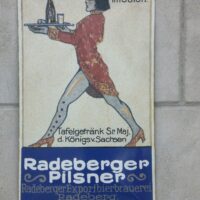 Tafelgetränk Sr. Maj.
d. Königs v. Sachsen
Radeberger
Pilsner
Radeberger Exportbierbrauerei
Radeberg